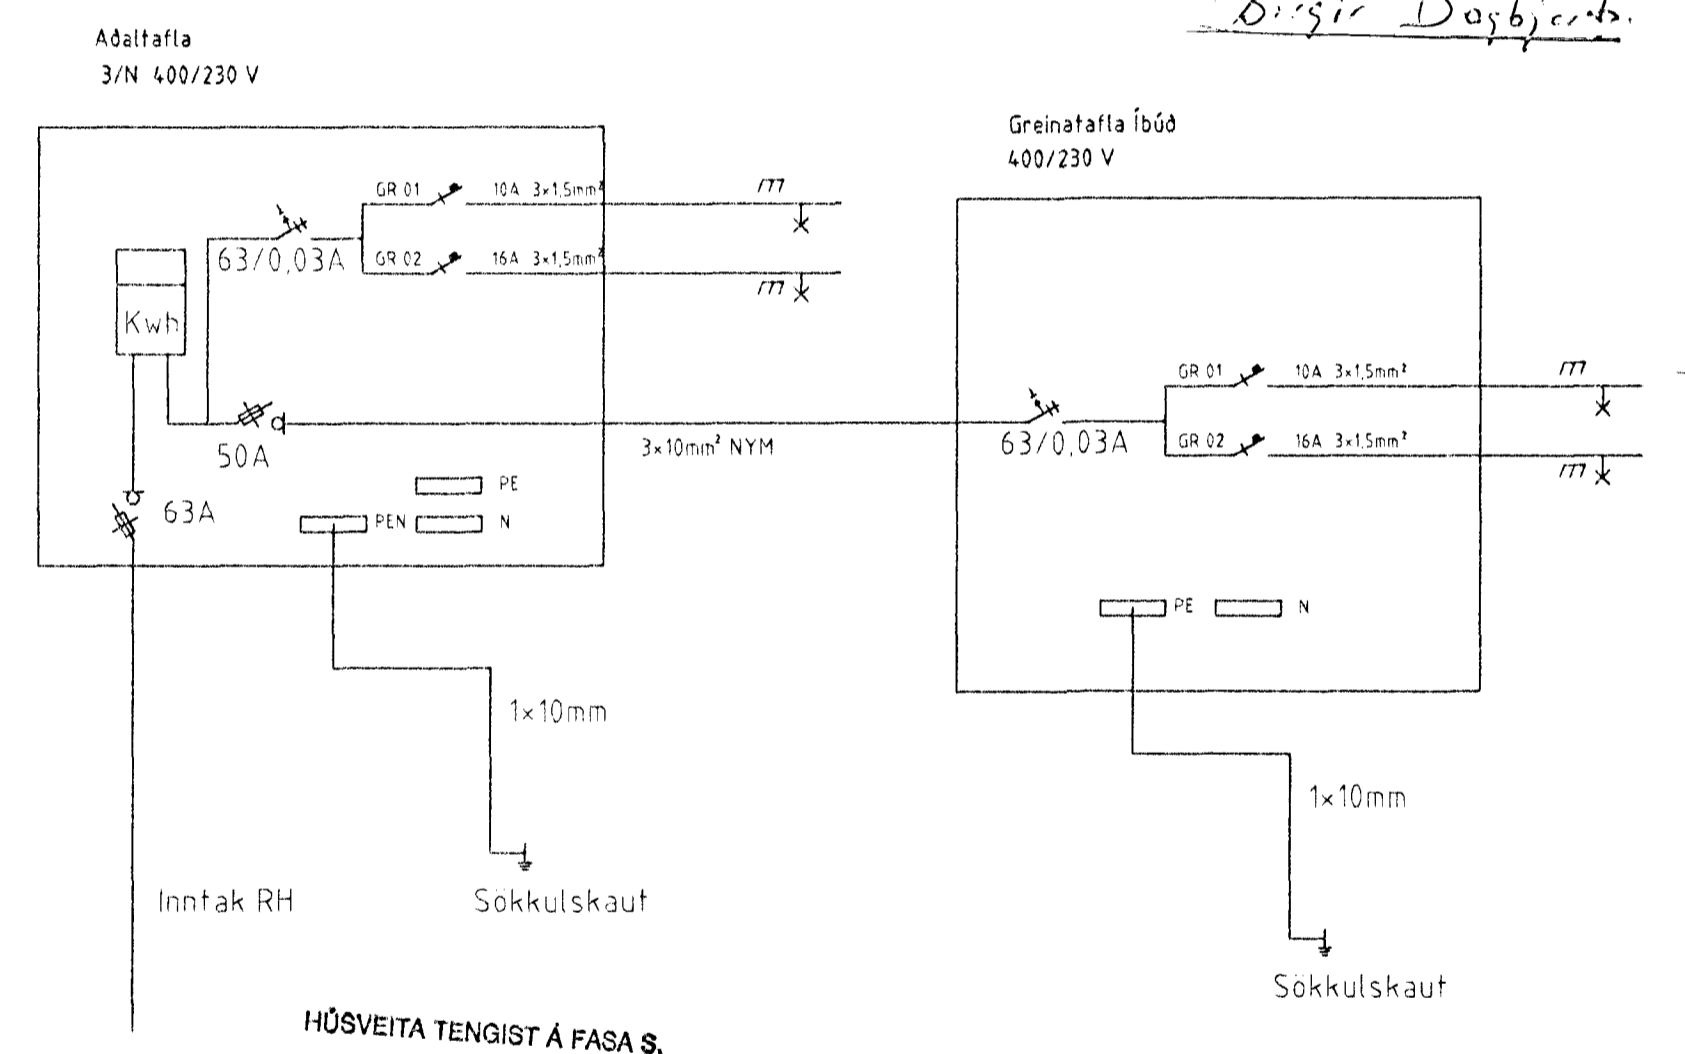 Aðaltafla
3/N 400/230 V
GR 01 10A 3x1,5mm²
63/0,03A
GR 02 16A 3x1,5mm²
Kwh
50A
3x10mm² NYM
63A
PE
PEN
N
1x10mm
Inntak RH
Sökkulskaut
HÚSVEITA TENGIST Á FASA S.
Greinatafla Íbúð
400/230 V
GR 01 10A 3x1,5mm²
63/0,03A
GR 02 16A 3x1,5mm²
PE
N
1x10mm
Sökkulskaut